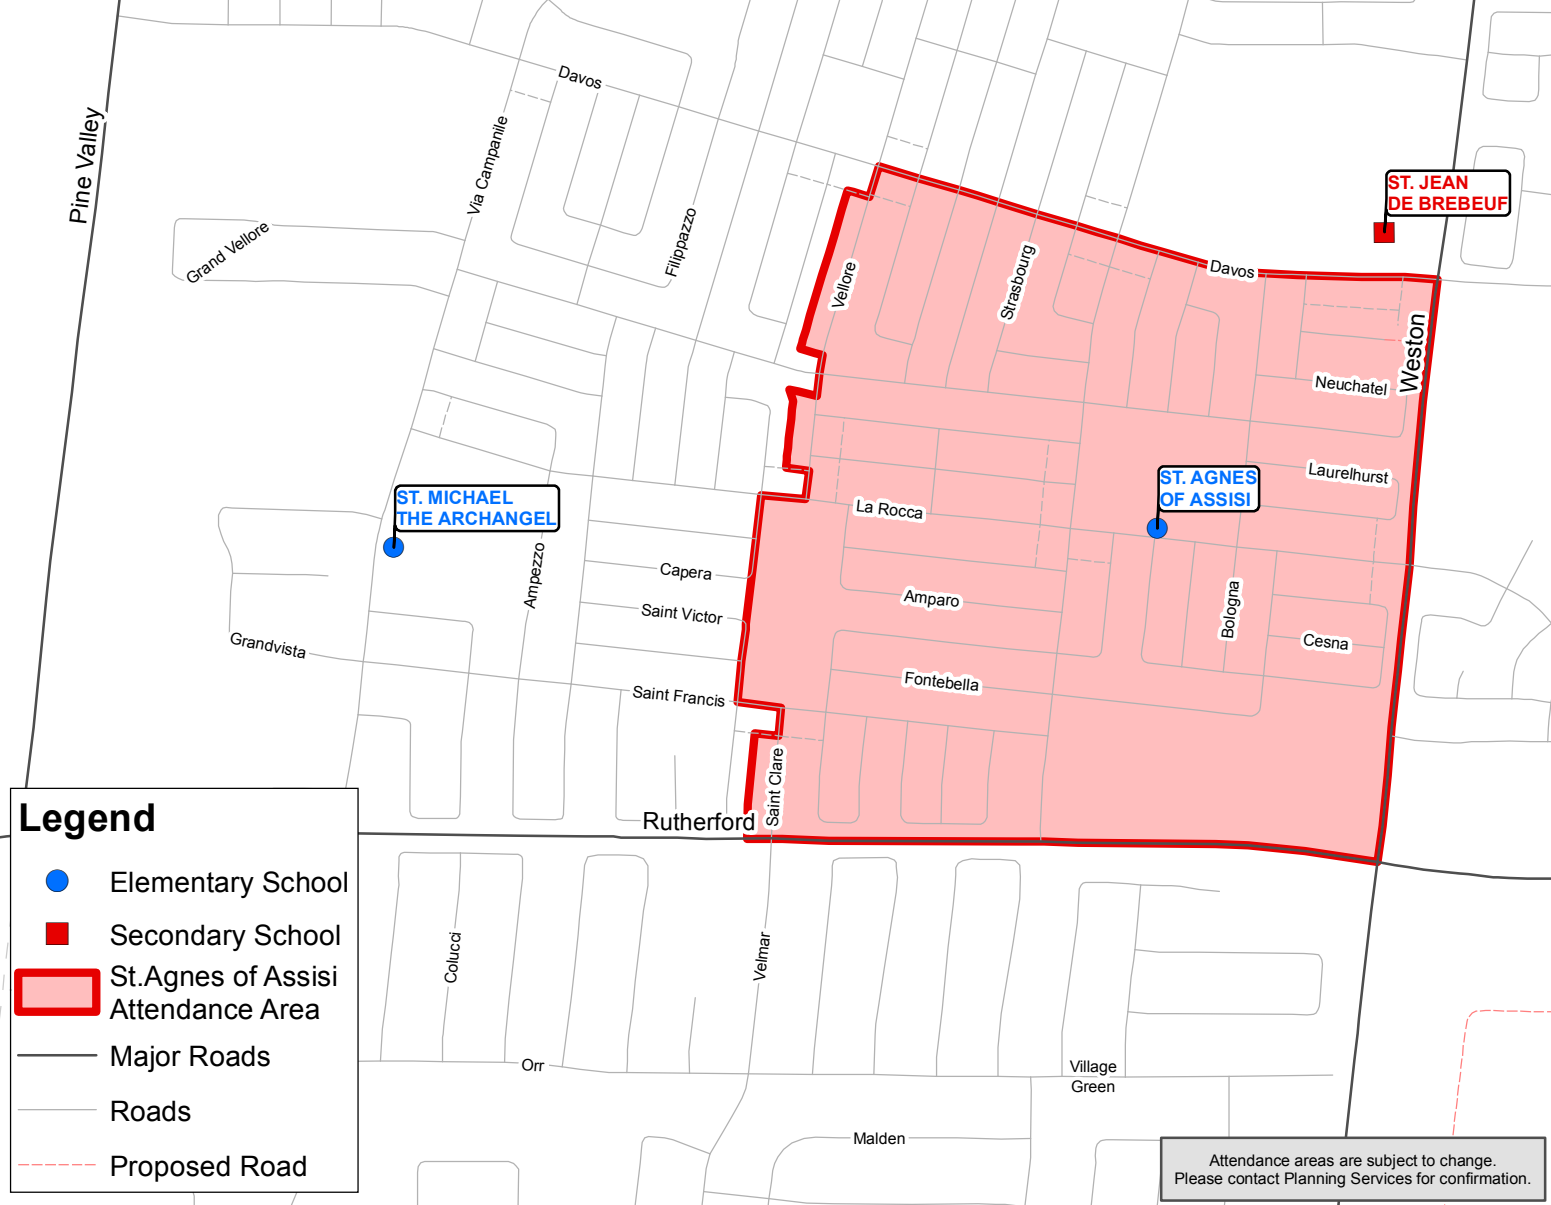 Davos
Pine Valley
Via Campanile
ST. JEAN
DE BREBEUF
Grand Vellore
Filippazzo
Vellore
Strasbourg
Davos
Weston
Neuchatel
Laurelhurst
ST. AGNES
OF ASSISI
ST. MICHAEL
THE ARCHANGEL
La Rocca
Ampezzo
Capera
Saint Victor
Amparo
Bologna
Cesna
Grandvista
Saint Francis
Fontebella
Saint Clare
Rutherford
Legend
Elementary School
Secondary School
St.Agnes of Assisi
Attendance Area
Major Roads
Roads
Proposed Road
Colucci
Velmar
Orr
Village
Green
Malden
Attendance areas are subject to change.
Please contact Planning Services for confirmation.